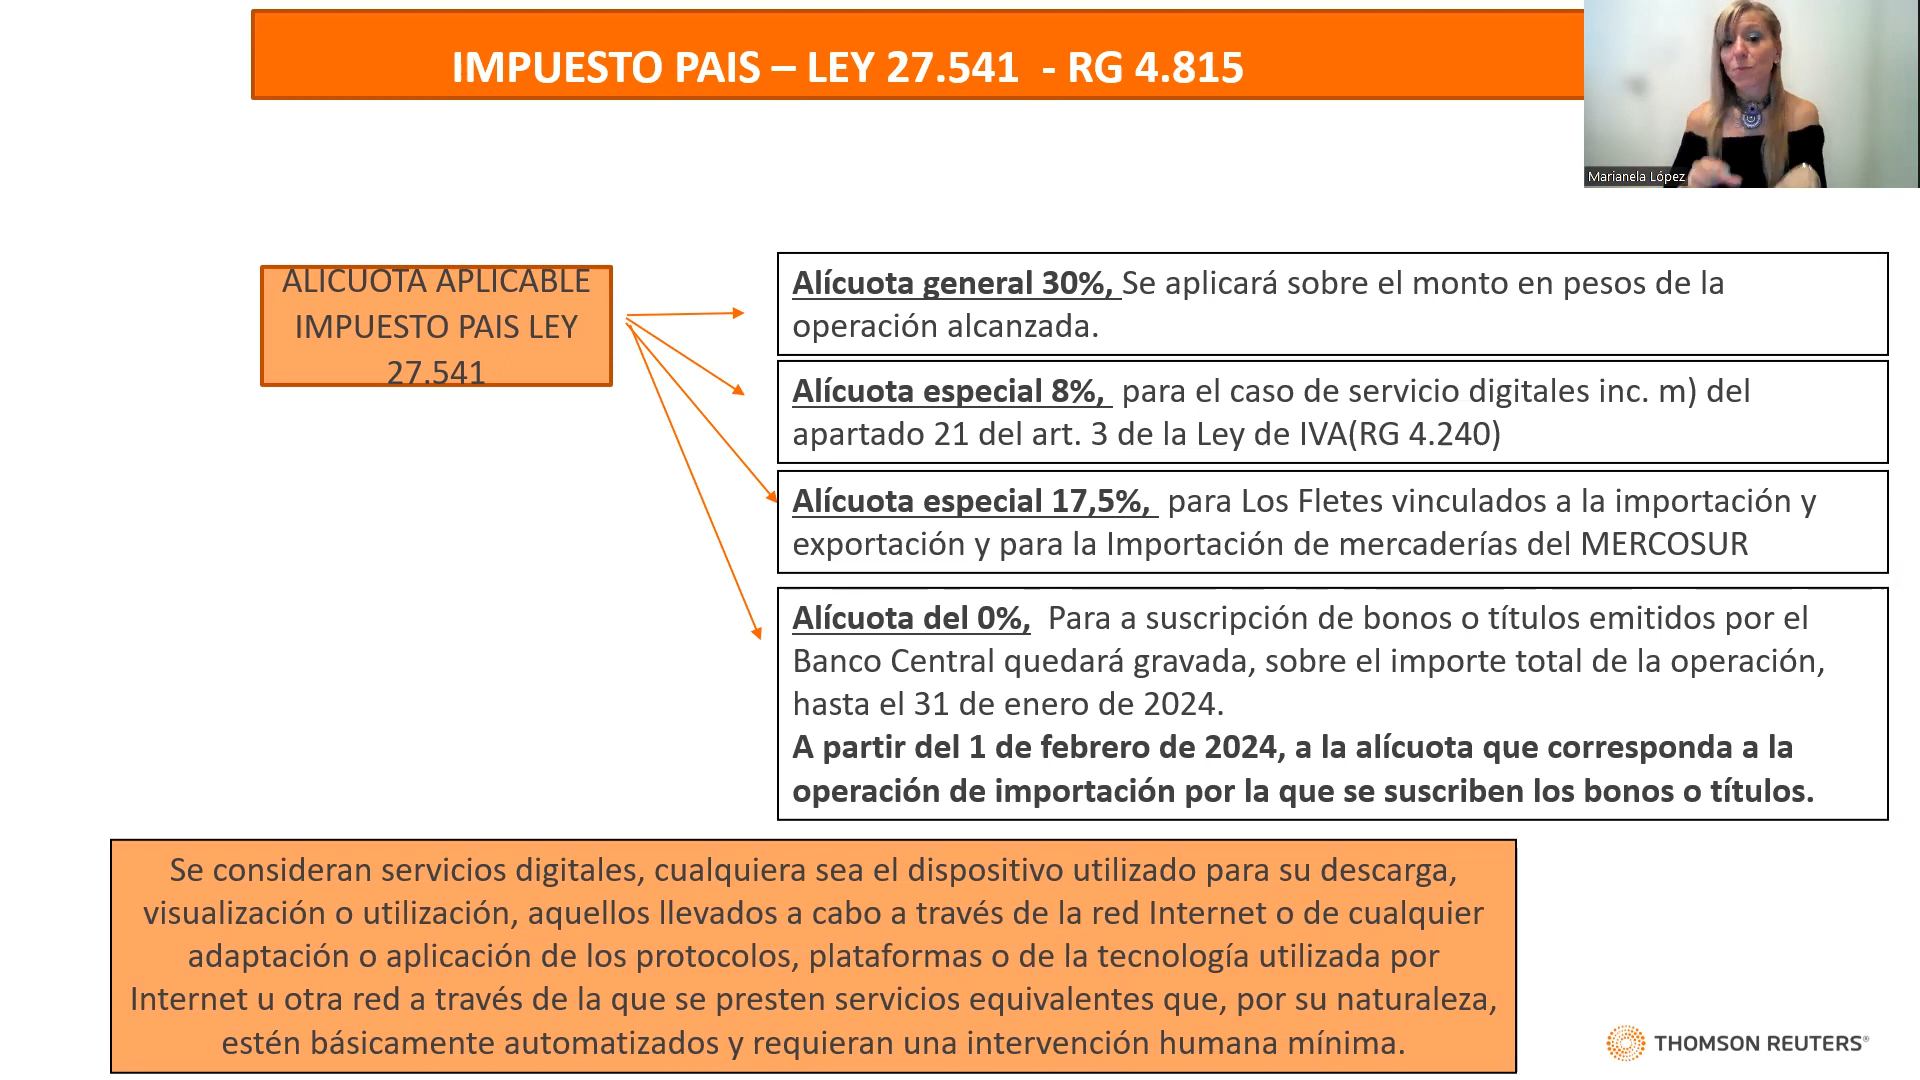 IMPUESTO PAIS – LEY 27.541 - RG 4.815
Marianela López
ALICUOTA APLICABLE
IMPUESTO PAIS LEY
27.541
Alícuota general 30%, Se aplicará sobre el monto en pesos de la
operación alcanzada.
Alícuota especial 8%, para el caso de servicio digitales inc. m) del
apartado 21 del art. 3 de la Ley de IVA(RG 4.240)
Alícuota especial 17,5%, para Los Fletes vinculados a la importación y
exportación y para la Importación de mercaderías del MERCOSUR
Alícuota del 0%, Para a suscripción de bonos o títulos emitidos por el
Banco Central quedará gravada, sobre el importe total de la operación,
hasta el 31 de enero de 2024.
A partir del 1 de febrero de 2024, a la alícuota que corresponda a la
operación de importación por la que se suscriben los bonos o títulos.
Se consideran servicios digitales, cualquiera sea el dispositivo utilizado para su descarga,
visualización o utilización, aquellos llevados a cabo a través de la red Internet o de cualquier
adaptación o aplicación de los protocolos, plataformas o de la tecnología utilizada por
Internet u otra red a través de la que se presten servicios equivalentes que, por su naturaleza,
estén básicamente automatizados y requieran una intervención humana mínima.
THOMSON REUTERS®